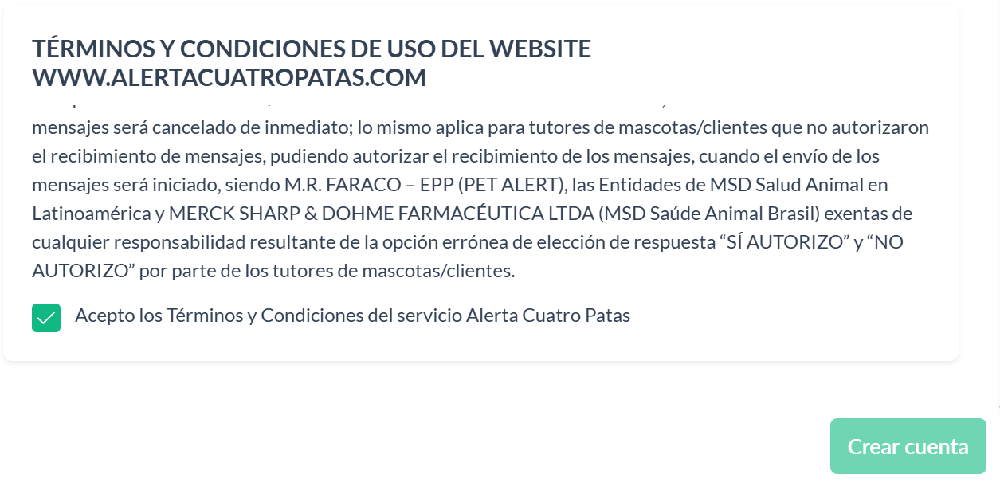 TÉRMINOS Y CONDICIONES DE USO DEL WEBSITE
WWW.ALERTACUATROPATAS.COM
mensajes será cancelado de inmediato; lo mismo aplica para tutores de mascotas/clientes que no autorizaron
el recibimiento de mensajes, pudiendo autorizar el recibimiento de los mensajes, cuando el envío de los
mensajes será iniciado, siendo M.R. FARACO – EPP (PET ALERT), las Entidades de MSD Salud Animal en
Latinoamérica y MERCK SHARP & DOHME FARMACÉUTICA LTDA (MSD Saúde Animal Brasil) exentas de
cualquier responsabilidad resultante de la opción errónea de elección de respuesta “SÍ AUTORIZO” y “NO
AUTORIZO” por parte de los tutores de mascotas/clientes.
Acepto los Términos y Condiciones del servicio Alerta Cuatro Patas
Crear cuenta